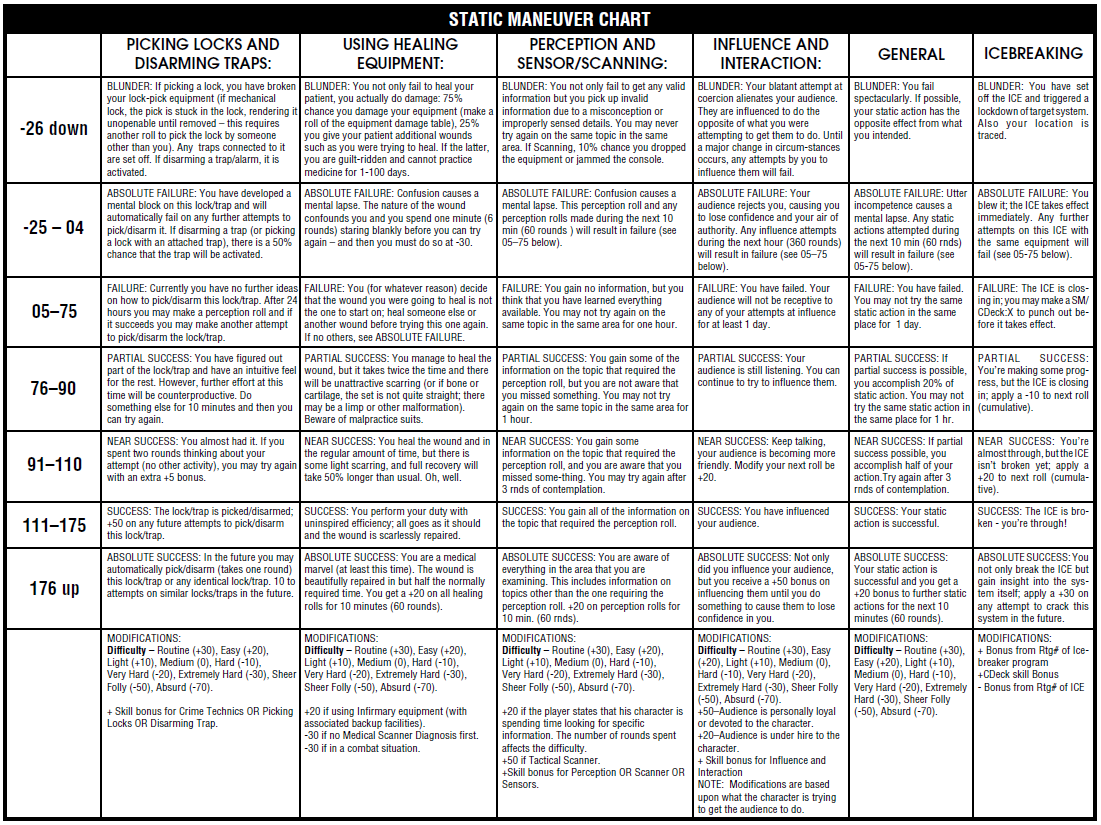 STATIC MANEUVER CHART
PICKING LOCKS AND
DISARMING TRAPS:
USING HEALING
EQUIPMENT:
PERCEPTION AND
SENSOR/SCANNING:
INFLUENCE AND
INTERACTION:
GENERAL
ICEBREAKING
-26 down
BLUNDER: If picking a lock, you have broken
your lock-pick equipment (if mechanical
lock, the pick is stuck in the lock, rendering it
unopenable until removed – this requires
another roll to pick the lock by someone
other than you). Any traps connected to it
are set off. If disarming a trap/alarm, it is
activated.
BLUNDER: You not only fail to heal your
patient, you actually do damage: 75%
chance you damage your equipment (make a
roll of the equipment damage table), 25%
you give your patient additional wounds
such as you were trying to heal. If the latter,
you are guilt-ridden and cannot practice
medicine for 1-100 days.
BLUNDER: You not only fail to get any valid
information but you pick up invalid
information due to a misconception or
improperly sensed details. You may never
try again on the same topic in the same
area. If Scanning, 10% chance you dropped
the equipment or jammed the console.
BLUNDER: Your blatant attempt at
coercion alienates your audience.
They are influenced to do the
opposite of what you were
attempting to get them to do. Until
a major change in circum-stances
occurs, any attempts by you to
influence them will fail.
BLUNDER: You fail
spectacularly. If possible,
your static action has the
opposite effect from what
you intended.
BLUNDER: You have set
off the ICE and triggered a
lockdown of target system.
Also your location is
traced.
-25 – 04
ABSOLUTE FAILURE: You have developed a
mental block on this lock/trap and will
automatically fail on any further attempts to
pick/disarm it. If disarming a trap (or picking
a lock with an attached trap), there is a 50%
chance that the trap will be activated.
ABSOLUTE FAILURE: Confusion causes a
mental lapse. The nature of the wound
confounds you and you spend one minute (6
rounds) staring blankly before you can try
again – and then you must do so at -30.
ABSOLUTE FAILURE: Confusion causes a
mental lapse. This perception roll and any
perception rolls made during the next 10
min (60 rounds ) will result in failure (see
05–75 below).
ABSOLUTE FAILURE: Your
audience rejects you, causing you
to lose confidence and your air of
authority. Any influence attempts
during the next hour (360 rounds)
will result in failure (see 05–75
below).
ABSOLUTE FAILURE: Utter
incompetence causes a
mental lapse. Any static
actions attempted during
the next 10 min (60 rnds)
will result in failure (see
05-75 below).
ABSOLUTE FAILURE: You
blew it; the ICE takes effect
immediately. Any further
attempts on this ICE with
the same equipment will
fail (see 05-75 below).
05–75
FAILURE: Currently you have no further ideas
on how to pick/disarm this lock/trap. After 24
hours you may make a perception roll and if
it succeeds you may make another attempt
to pick/disarm the lock/trap.
FAILURE: You (for whatever reason) decide
that the wound you were going to heal is not
the one to start on; heal someone else or
another wound before trying this one again.
If no others, see ABSOLUTE FAILURE.
FAILURE: You gain no information, but you
think that you have learned everything
available. You may not try again on the
same topic in the same area for one hour.
FAILURE: You have failed. Your
audience will not be receptive to
any of your attempts at influence
for at least 1 day.
FAILURE: You have failed.
You may not try the same
static action in the same
place for 1 day.
FAILURE: The ICE is clos-
ing in; you may make a SM/
CDeck:X to punch out be-
fore it takes effect.
76–90
PARTIAL SUCCESS: You have figured out
part of the lock/trap and have an intuitive feel
for the rest. However, further effort at this
time will be counterproductive. Do
something else for 10 minutes and then you
can try again.
PARTIAL SUCCESS: You manage to heal the
wound, but it takes twice the time and there
will be unattractive scarring (or if bone or
cartilage, the set is not quite straight; there
may be a limp or other malformation).
Beware of malpractice suits.
PARTIAL SUCCESS: You gain some of the
information on the topic that required the
perception roll, but you are not aware that
you missed something. You may not try
again on the same topic in the same area for
1 hour.
PARTIAL SUCCESS: Your
audience is still listening. You can
continue to try to influence them.
PARTIAL SUCCESS: If
partial success is possible,
you accomplish 20% of
static action. You may not
try the same static action in
the same place for 1 hr.
PARTIAL SUCCESS:
You're making some prog-
ress, but the ICE is closing
in; apply a -10 to next roll
(cumulative).
91–110
NEAR SUCCESS: You almost had it. If you
spent two rounds thinking about your
attempt (no other activity), you may try again
with an extra +5 bonus.
NEAR SUCCESS: You heal the wound and in
the regular amount of time, but there is
some light scarring, and full recovery will
take 50% longer than usual. Oh, well.
NEAR SUCCESS: You gain some
information on the topic that required the
perception roll, and you are aware that you
missed some-thing. You may try again after
3 rnds of contemplation.
NEAR SUCCESS: Keep talking,
your audience is becoming more
friendly. Modify your next roll be
+20.
NEAR SUCCESS: If partial
success possible, you
accomplish half of your
action.Try again after 3
rnds of contemplation.
NEAR SUCCESS: You're
almost through, but the ICE
isn't broken yet; apply a
+20 to next roll (cumula-
tive).
111–175
SUCCESS: The lock/trap is picked/disarmed;
+50 on any future attempts to pick/disarm
this lock/trap.
SUCCESS: You perform your duty with
uninspired efficiency; all goes as it should
and the wound is scarlessly repaired.
SUCCESS: You gain all of the information on
the topic that required the perception roll.
SUCCESS: You have influenced
your audience.
SUCCESS: Your static
action is successful.
SUCCESS: The ICE is bro-
ken - you're through!
176 up
ABSOLUTE SUCCESS: In the future you may
automatically pick/disarm (takes one round)
this lock/trap or any identical lock/trap. 10 to
attempts on similar locks/traps in the future.
ABSOLUTE SUCCESS: You are a medical
marvel (at least this time). The wound is
beautifully repaired in but half the normally
required time. You get a +20 on all healing
rolls for 10 minutes (60 rounds).
ABSOLUTE SUCCESS: You are aware of
everything in the area that you are
examining. This includes information on
topics other than the one requiring the
perception roll. +20 on perception rolls for
10 min. (60 rnds).
ABSOLUTE SUCCESS: Not only
did you influence your audience,
but you receive a +50 bonus on
influencing them until you do
something to cause them to lose
confidence in you.
ABSOLUTE SUCCESS:
Your static action is
successful and you get a
+20 bonus to further static
actions for the next 10
minutes (60 rounds).
ABSOLUTE SUCCESS: You
not only break the ICE but
gain insight into the sys-
tem itself; apply a +30 on
any attempt to crack this
system in the future.
MODIFICATIONS:
Difficulty – Routine (+30), Easy (+20),
Light (+10), Medium (0), Hard (-10),
Very Hard (-20), Extremely Hard (-30), Sheer
Folly (-50), Absurd (-70).
+ Skill bonus for Crime Technics OR Picking
Locks OR Disarming Trap.
MODIFICATIONS:
Difficulty – Routine (+30), Easy (+20),
Light (+10), Medium (0), Hard (-10),
Very Hard (-20), Extremely Hard (-30),
Sheer Folly (-50), Absurd (-70).
+20 if using Infirmary equipment (with
associated backup facilities).
-30 if no Medical Scanner Diagnosis first.
-30 if in a combat situation.
MODIFICATIONS:
Difficulty – Routine (+30), Easy (+20),
Light (+10), Medium (0), Hard (-10),
Very Hard (-20), Extremely Hard (-30),
Sheer Folly (-50), Absurd (-70).
+20 if the player states that his character is
spending time looking for specific
information. The number of rounds spent
affects the difficulty.
+50 if Tactical Scanner.
+Skill bonus for Perception OR Scanner OR
Sensors.
MODIFICATIONS:
Difficulty – Routine (+30), Easy
(+20), Light (+10), Medium (0),
Hard (-10), Very Hard (-20),
Extremely Hard (-30), Sheer Folly
(-50), Absurd (-70).
+50–Audience is personally loyal
or devoted to the character.
+20–Audience is under hire to the
character.
+ Skill bonus for Influence and
Interaction
NOTE: Modifications are based
upon what the character is trying
to get the audience to do.
MODIFICATIONS:
Difficulty – Routine (+30),
Easy (+20), Light (+10),
Medium (0), Hard (-10),
Very Hard (-20), Extremely
Hard (-30), Sheer Folly
(-50), Absurd (-70).
MODIFICATIONS:
+ Bonus from Rtg# of Ice-
breaker program
+CDeck skill Bonus
- Bonus from Rtg# of ICE